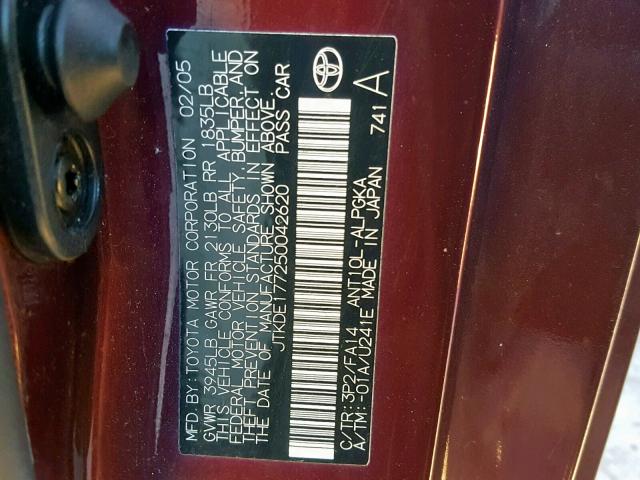 MFD. BY: TOYOTA MOTOR CORPORATION 02/05
GVWR 3945LB GAWR FR 2130LB RR 1835LB
THIS VEHICLE CONFORMS TO ALL APPLICABLE
FEDERAL MOTOR VEHICLE SAFETY, BUMPER, AND
THEFT PREVENTION STANDARDS IN EFFECT ON
THE DATE OF MANUFACTURE SHOWN ABOVE.
JTKDE177250042620 PASS CAR
C/TR: 3P2/FA14 ANT10L-ALPGKA
A/TM: -01A/U241E MADE IN JAPAN 741 A